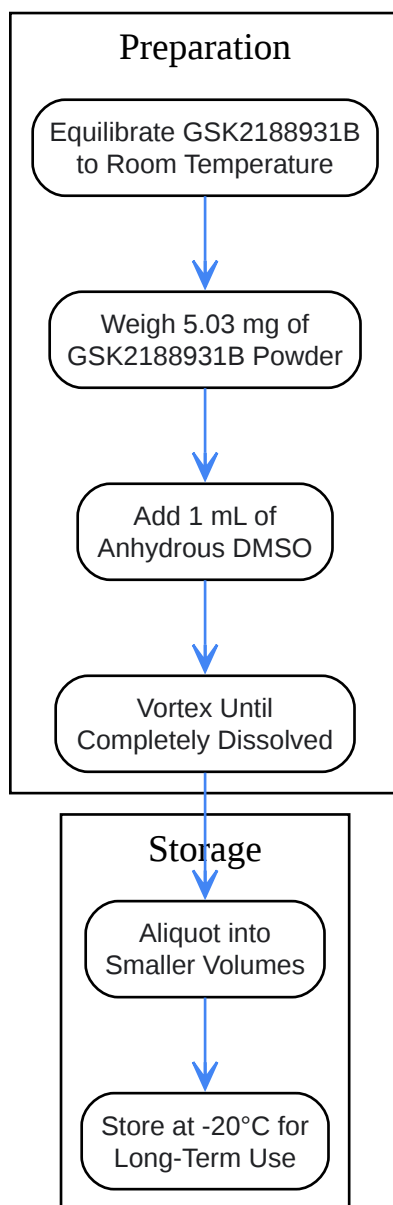 Preparation
Equilibrate GSK2188931B
to Room Temperature
Weigh 5.03 mg of
GSK2188931B Powder
Add 1 mL of
Anhydrous DMSO
Vortex Until
Completely Dissolved
Storage
Aliquot into
Smaller Volumes
Store at -20°C for
Long-Term Use